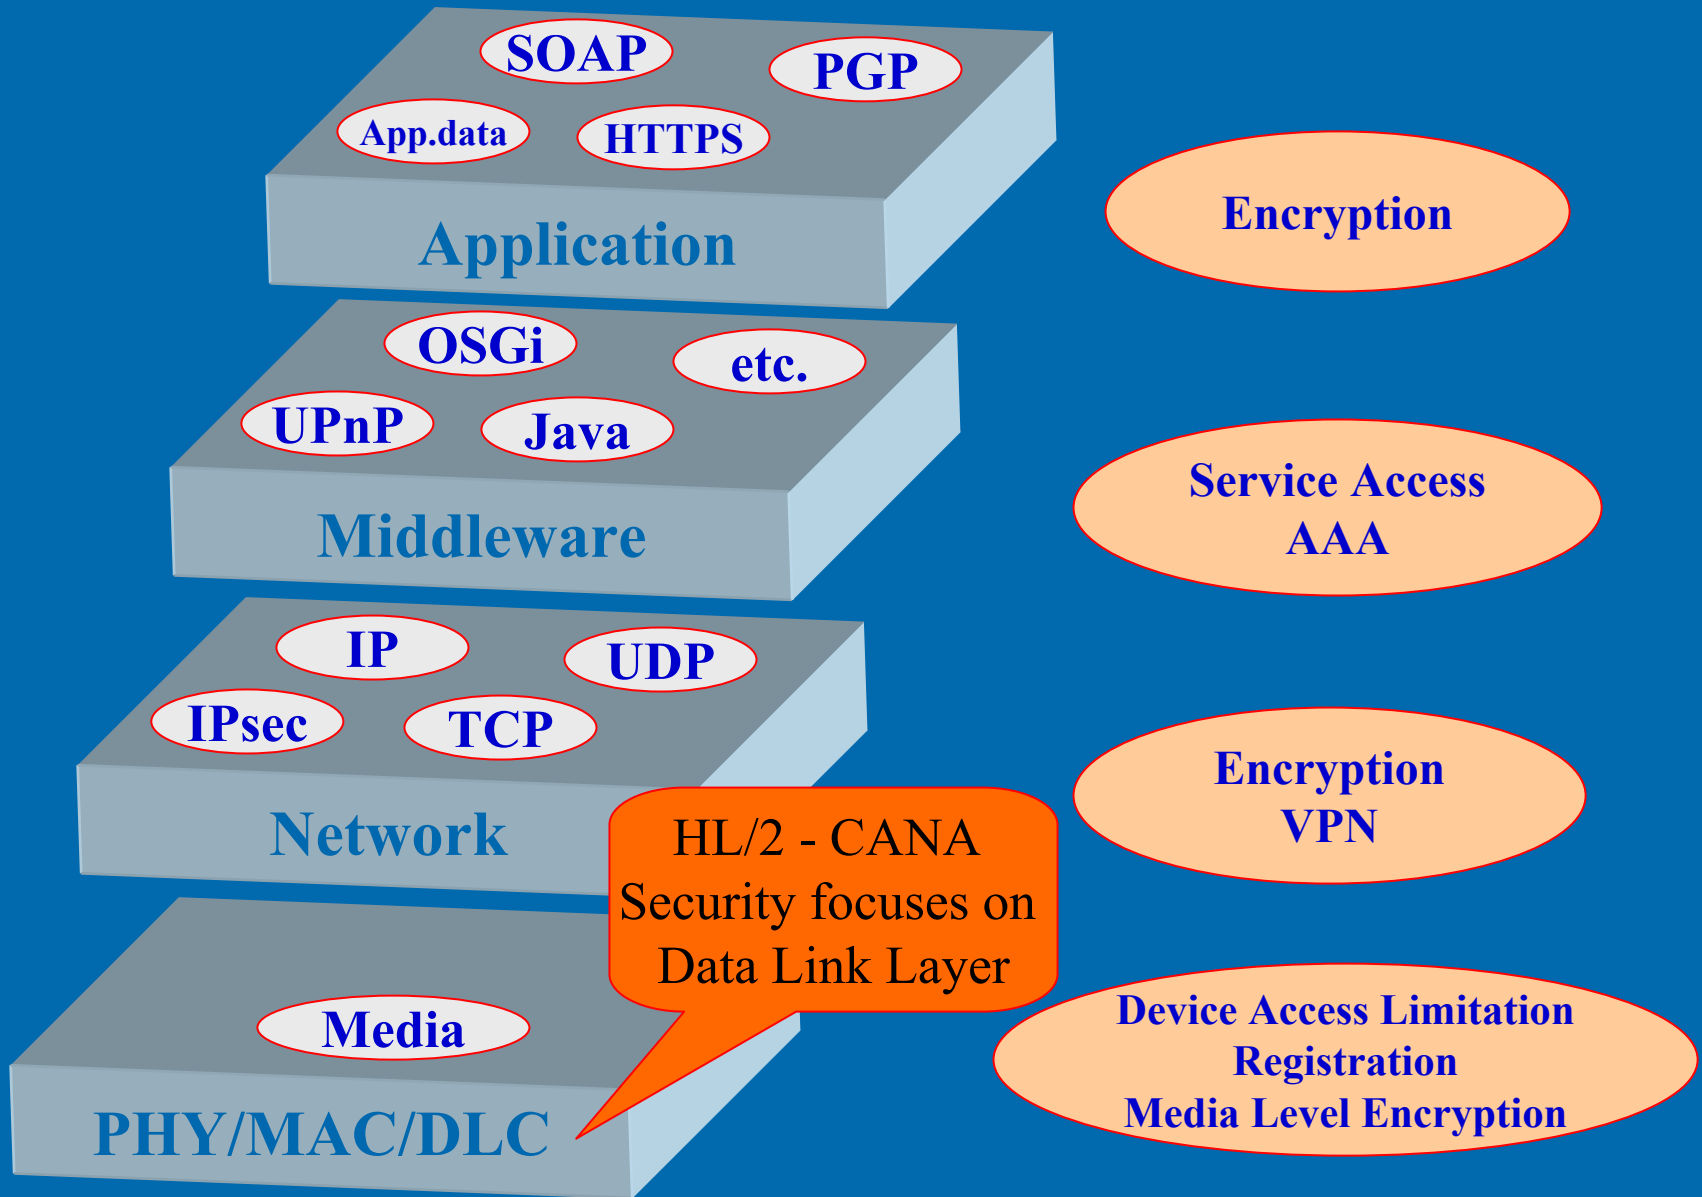 SOAP
PGP
App.data
HTTPS
Application
Encryption
OSGi
etc.
UPnP
Java
Middleware
Service Access
AAA
IP
UDP
IPsec
TCP
Network
Encryption
VPN
HL/2 - CANA
Security focuses on
Data Link Layer
Media
PHY/MAC/DLC
Device Access Limitation
Registration
Media Level Encryption